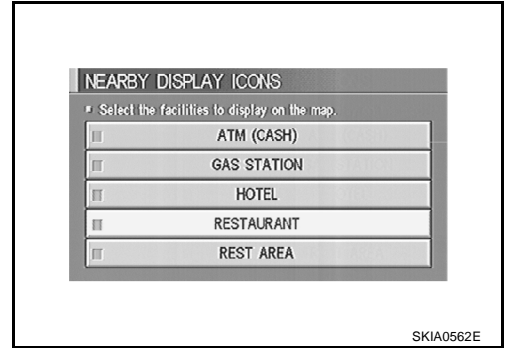 NEARBY DISPLAY ICONS
Select the facilities to display on the map.
ATM (CASH)
GAS STATION
HOTEL
RESTAURANT
REST AREA
SKIA0562E